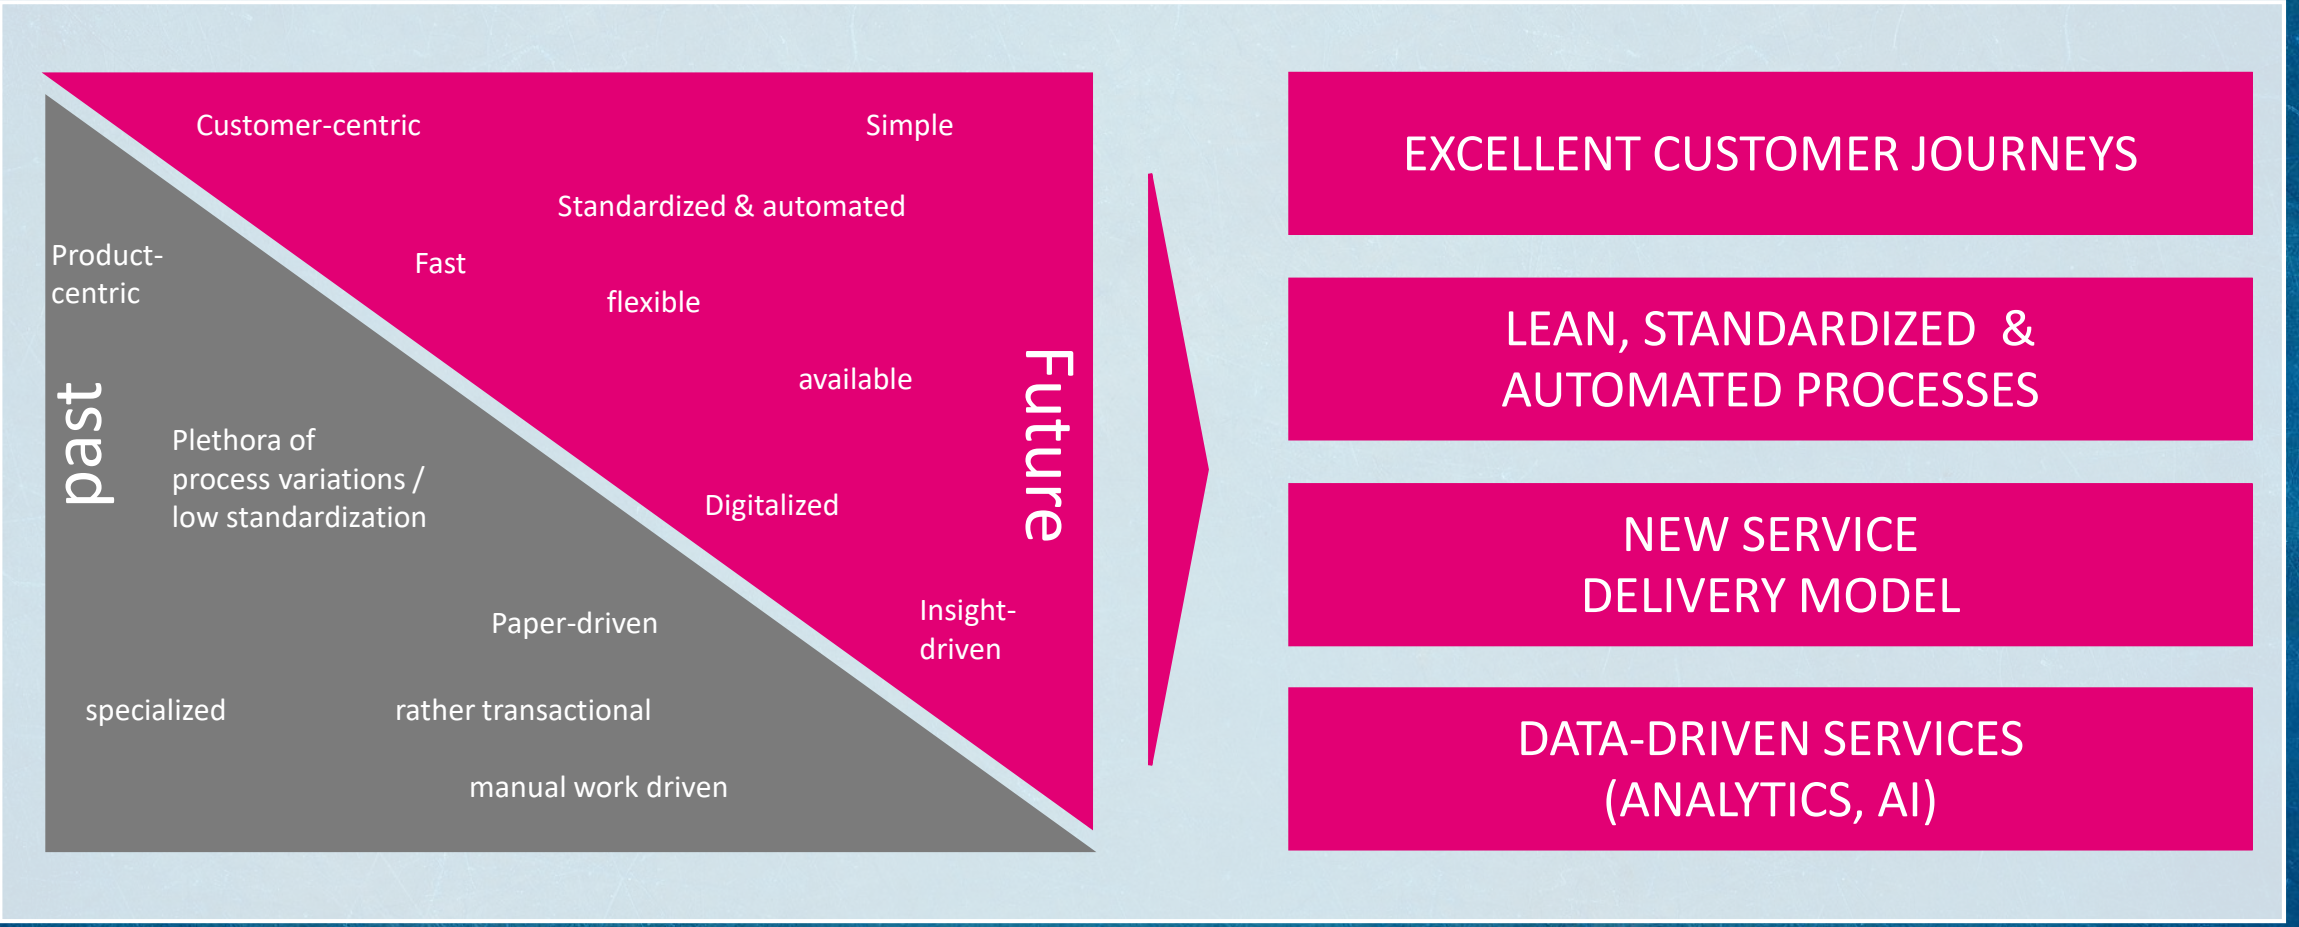 Customer-centric
Simple
Standardized & automated
Fast
flexible
available
Digitalized
Insight-
driven
Future
Product-
centric
past
Plethora of
process variations /
low standardization
Paper-driven
specialized
rather transactional
manual work driven
EXCELLENT CUSTOMER JOURNEYS
LEAN, STANDARDIZED &
AUTOMATED PROCESSES
NEW SERVICE
DELIVERY MODEL
DATA-DRIVEN SERVICES
(ANALYTICS, AI)